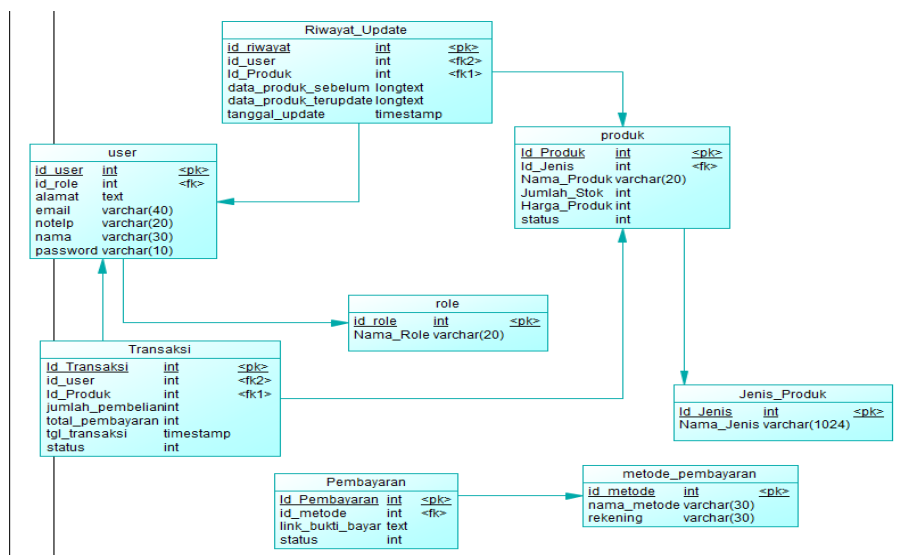 Riwayat_Update
id_riwayat int <pk>
id_user int <fk2>
Id_Produk int <fk1>
data_produk_sebelum longtext
data_produk_terupdate longtext
tanggal_update timestamp
user
id_user int <pk>
id_role int <fk>
alamat text
email varchar(40)
notelp varchar(20)
nama varchar(30)
password varchar(10)
produk
Id_Produk int <pk>
Id_Jenis int <fk>
Nama_Produk varchar(20)
Jumlah_Stok int
Harga_Produk int
status int
role
id_role int <pk>
Nama_Role varchar(20)
Transaksi
Id_Transaksi int <pk>
id_user int <fk2>
Id_Produk int <fk1>
jumlah_pembelian int
total_pembayaran int
tgl_transaksi timestamp
status int
Jenis_Produk
Id_Jenis int <pk>
Nama_Jenis varchar(1024)
Pembayaran
Id_Pembayaran int <pk>
id_metode int <fk>
link_bukti_bayar text
status int
metode_pembayaran
id_metode int <pk>
nama_metode varchar(30)
rekening varchar(30)